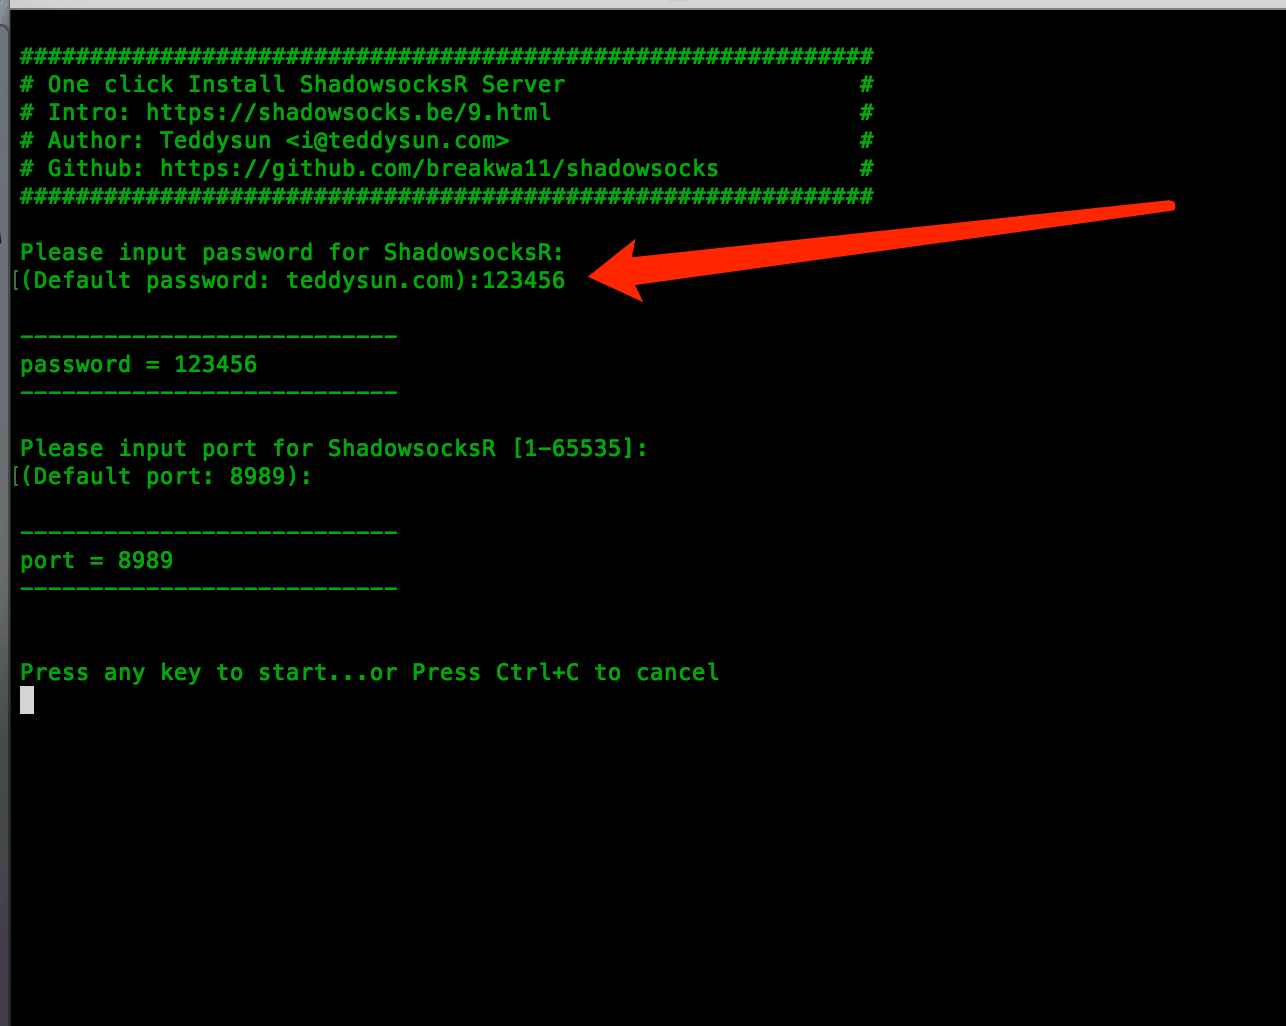 #############################################################
# One click Install ShadowsocksR Server                     #
# Intro: https://shadowsocks.be/9.html                      #
# Author: Teddysun <i@teddysun.com>                         #
# Github: https://github.com/breakwa11/shadowsocks          #
#############################################################
Please input password for ShadowsocksR:
[(Default password: teddysun.com):123456
---------------------------
password = 123456
---------------------------
Please input port for ShadowsocksR [1-65535]:
[(Default port: 8989):
---------------------------
port = 8989
---------------------------
Press any key to start...or Press Ctrl+C to cancel